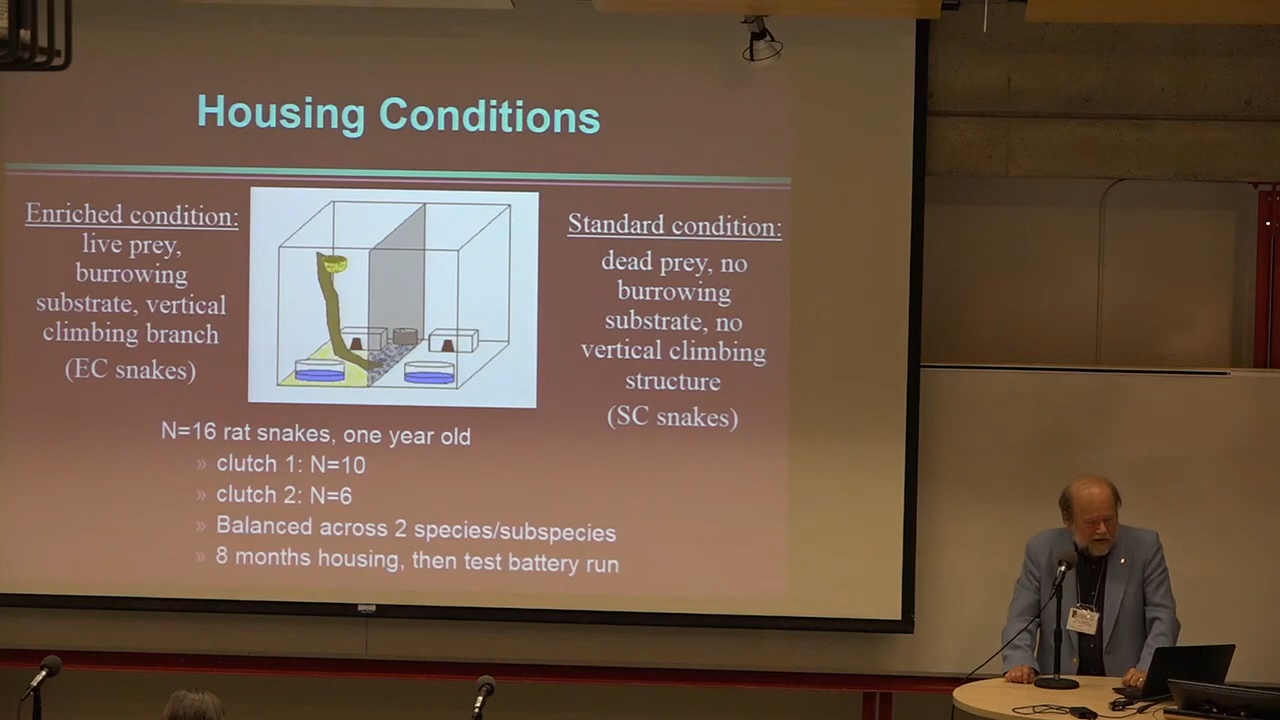 Housing Conditions
Enriched condition:
live prey,
burrowing
substrate, vertical
climbing branch
(EC snakes)
Standard condition:
dead prey, no
burrowing
substrate, no
vertical climbing
structure
(SC snakes)
N=16 rat snakes, one year old
» clutch 1: N=10
» clutch 2: N=6
» Balanced across 2 species/subspecies
» 8 months housing, then test battery run